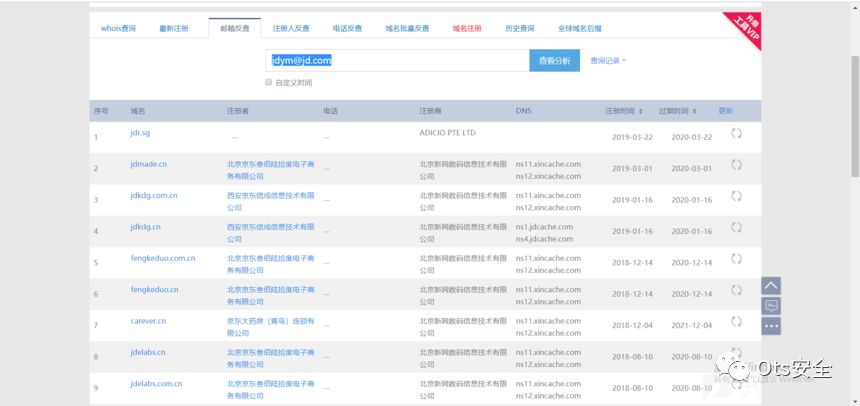 whois查询 最新注册 邮箱反查 注册人反查 电话反查 域名批量反查 域名注册 历史查询 全球域名后缀
升级
工具VIP
jdym@jd.com 查看分析 查询记录
自定义时间
序号 域名 注册者 电话 注册商 DNS 注册时间 过期时间 更新
1 jdr.sg -- -- ADICIO PTE LTD 2019-03-22 2020-03-22
2 jdmade.cn 北京京东叁佰陆拾度电子商 -- 北京新网数码信息技术有限 ns11.xincache.com 2019-03-01 2020-03-01
务有限公司 公司 ns12.xincache.com
3 jdkdg.com.cn 西安京东信成信息技术有限 -- 北京新网数码信息技术有限 ns11.xincache.com 2019-01-16 2020-01-16
公司 公司 ns12.xincache.com
4 jdkdg.cn 西安京东信成信息技术有限 -- 北京新网数码信息技术有限 ns1.jdcache.com 2019-01-16 2020-01-16
公司 公司 ns4.jdcache.com
5 fengkeduo.com.cn 北京京东叁佰陆拾度电子商 -- 北京新网数码信息技术有限 ns11.xincache.com 2018-12-14 2020-12-14
务有限公司 公司 ns12.xincache.com
6 fengkeduo.cn 北京京东叁佰陆拾度电子商 -- 北京新网数码信息技术有限 ns11.xincache.com 2018-12-14 2020-12-14
务有限公司 公司 ns12.xincache.com
7 carever.cn 京东大药房（青岛）连锁有 -- 北京新网数码信息技术有限 ns11.xincache.com 2018-12-04 2021-12-04
限公司 公司 ns12.xincache.com
8 jdelabs.cn 北京京东叁佰陆拾度电子商 -- 北京新网数码信息技术有限 ns11.xincache.com 2018-08-10 2020-08-10
务有限公司 公司 ns12.xincache.com
9 jdelabs.com.cn 北京京东叁佰陆拾度电子商 -- 北京新网数码信息技术有限 ns11.xincache.com 2018-08-10 2020-08-10
务有限公司 公司 ns12.xincache.com
Ots安全